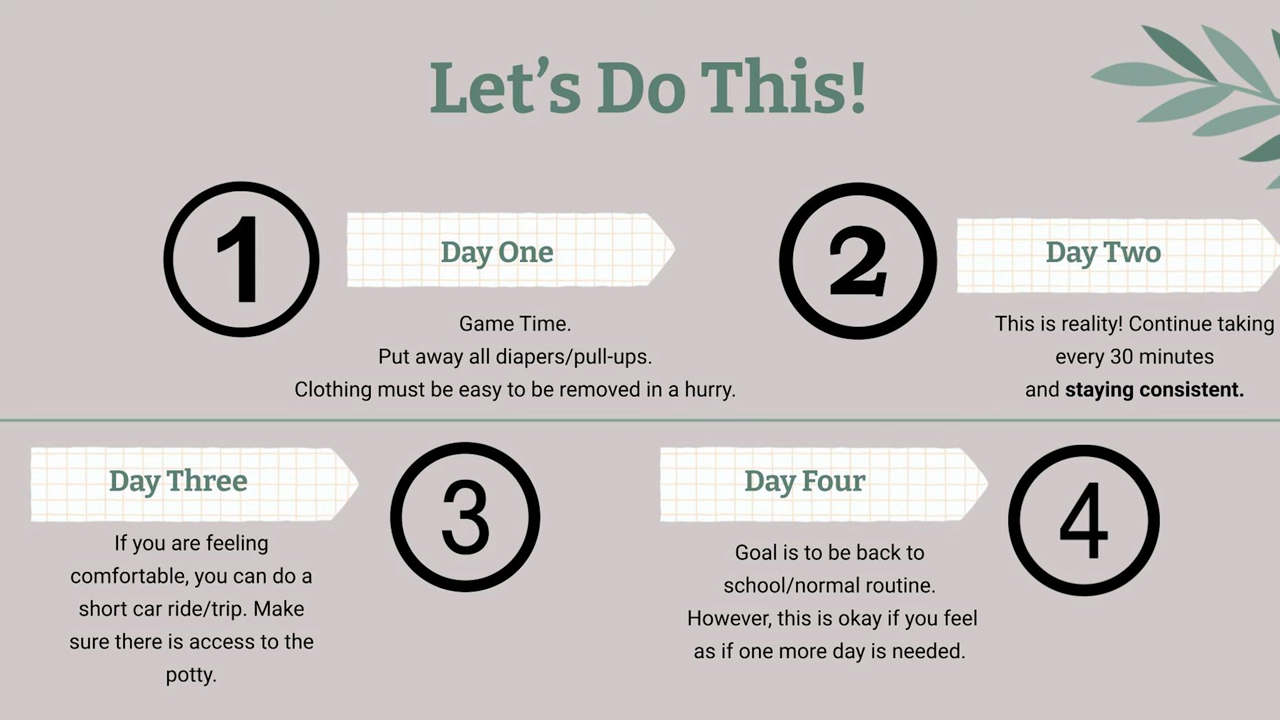 Let's Do This!
1
Day One
Game Time.
Put away all diapers/pull-ups.
Clothing must be easy to be removed in a hurry.
2
Day Two
This is reality! Continue taking
every 30 minutes
and staying consistent.
Day Three
3
If you are feeling
comfortable, you can do a
short car ride/trip. Make
sure there is access to the
potty.
Day Four
4
Goal is to be back to
school/normal routine.
However, this is okay if you feel
as if one more day is needed.